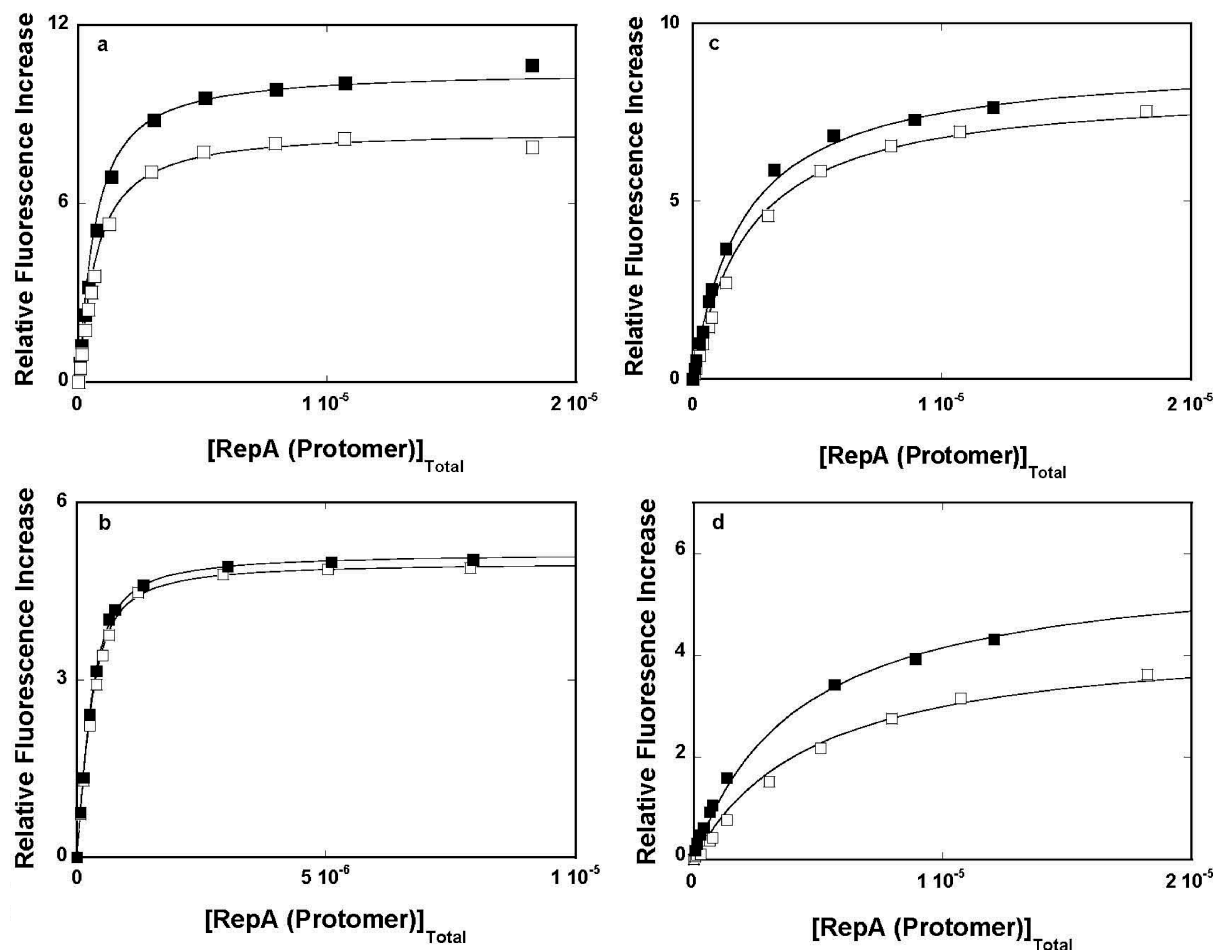 Relative Fluorescence Increase
12
6
0
a
0
1 10-5
2 10-5
[RepA (Protomer)]Total
Relative Fluorescence Increase
10
5
0
c
0
1 10-5
2 10-5
[RepA (Protomer)]Total
Relative Fluorescence Increase
6
3
0
b
0
5 10-6
1 10-5
[RepA (Protomer)]Total
Relative Fluoresence Increase
6
4
2
0
d
0
1 10-5
2 10-5
[RepA (Protomer)]Total